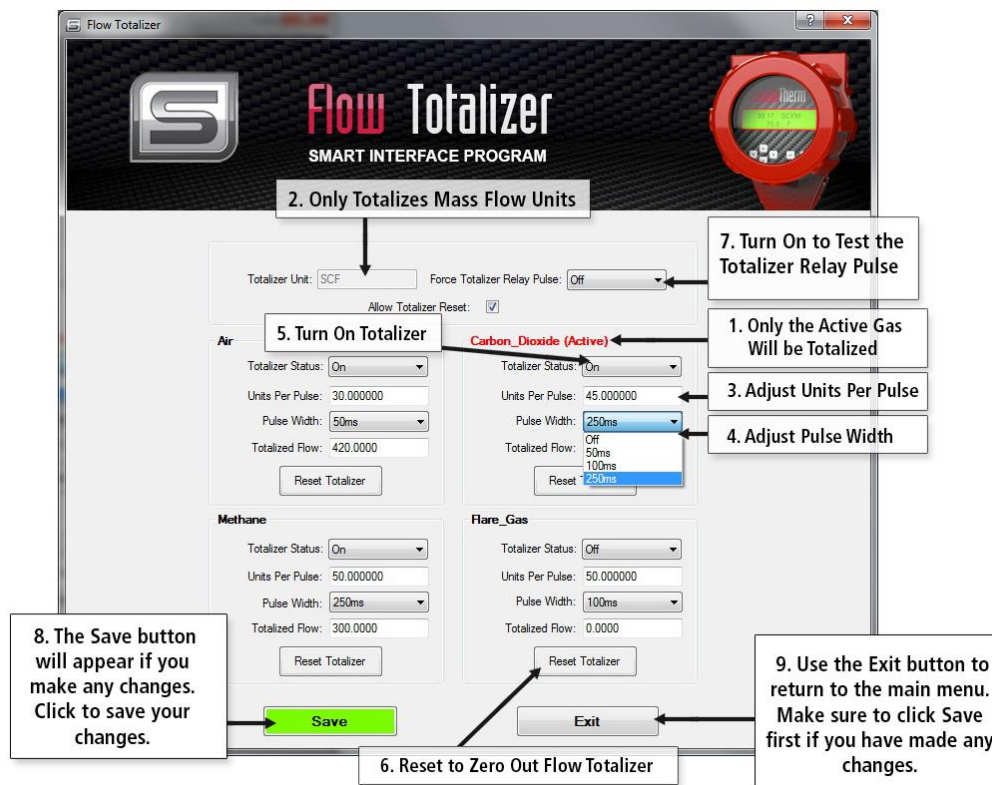 Flow Totalizer
Flow Totalizer
SMART INTERFACE PROGRAM
2. Only Totalizes Mass Flow Units
7. Turn On to Test the
Totalizer Relay Pulse
Totalizer Unit: SCF
Force Totalizer Relay Pulse: Off
Allow Totalizer Reset:
5. Turn On Totalizer
1. Only the Active Gas
Will be Totalized
Air
Totalizer Status: On
Units Per Pulse: 30.000000
Pulse Width: 50ms
Totalized Flow: 420.0000
Reset Totalizer
Carbon_Dioxide (Active)
Totalizer Status: On
Units Per Pulse: 45.000000
Pulse Width: 250ms
Off
50ms
100ms
250ms
Totalized Flow
Reset
3. Adjust Units Per Pulse
4. Adjust Pulse Width
Methane
Totalizer Status: On
Units Per Pulse: 50.000000
Pulse Width: 250ms
Totalized Flow: 300.0000
Reset Totalizer
Flare_Gas
Totalizer Status: Off
Units Per Pulse: 50.000000
Pulse Width: 100ms
Totalized Flow: 0.0000
Reset Totalizer
8. The Save button
will appear if you
make any changes.
Click to save your
changes.
Save
Exit
9. Use the Exit button to
return to the main menu.
Make sure to click Save
first if you have made any
changes.
6. Reset to Zero Out Flow Totalizer